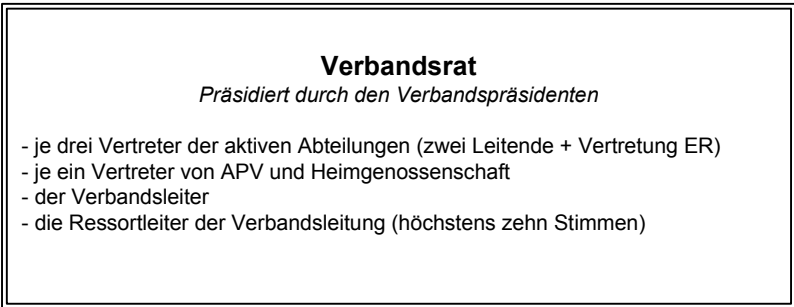 Verbandsrat
Präsidiert durch den Verbandspräsidenten
- je drei Vertreter der aktiven Abteilungen (zwei Leitende + Vertretung ER)
- je ein Vertreter von APV und Heimgenossenschaft
- der Verbandsleiter
- die Ressortleiter der Verbandsleitung (höchstens zehn Stimmen)